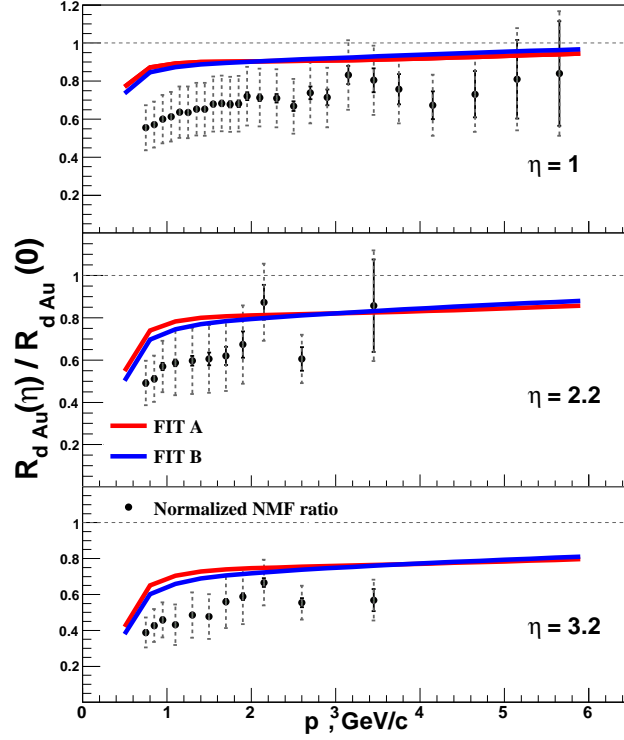 1.2
1
0.8
0.6
0.4
0.2
η = 1
1
0.8
0.6
0.4
0.2
FIT A
FIT B
η = 2.2
R d Au (η) / R d Au (0)
Normalized NMF ratio
1
0.8
0.6
0.4
0.2
η = 3.2
0 1 2 3 4 5 6
p , GeV/c